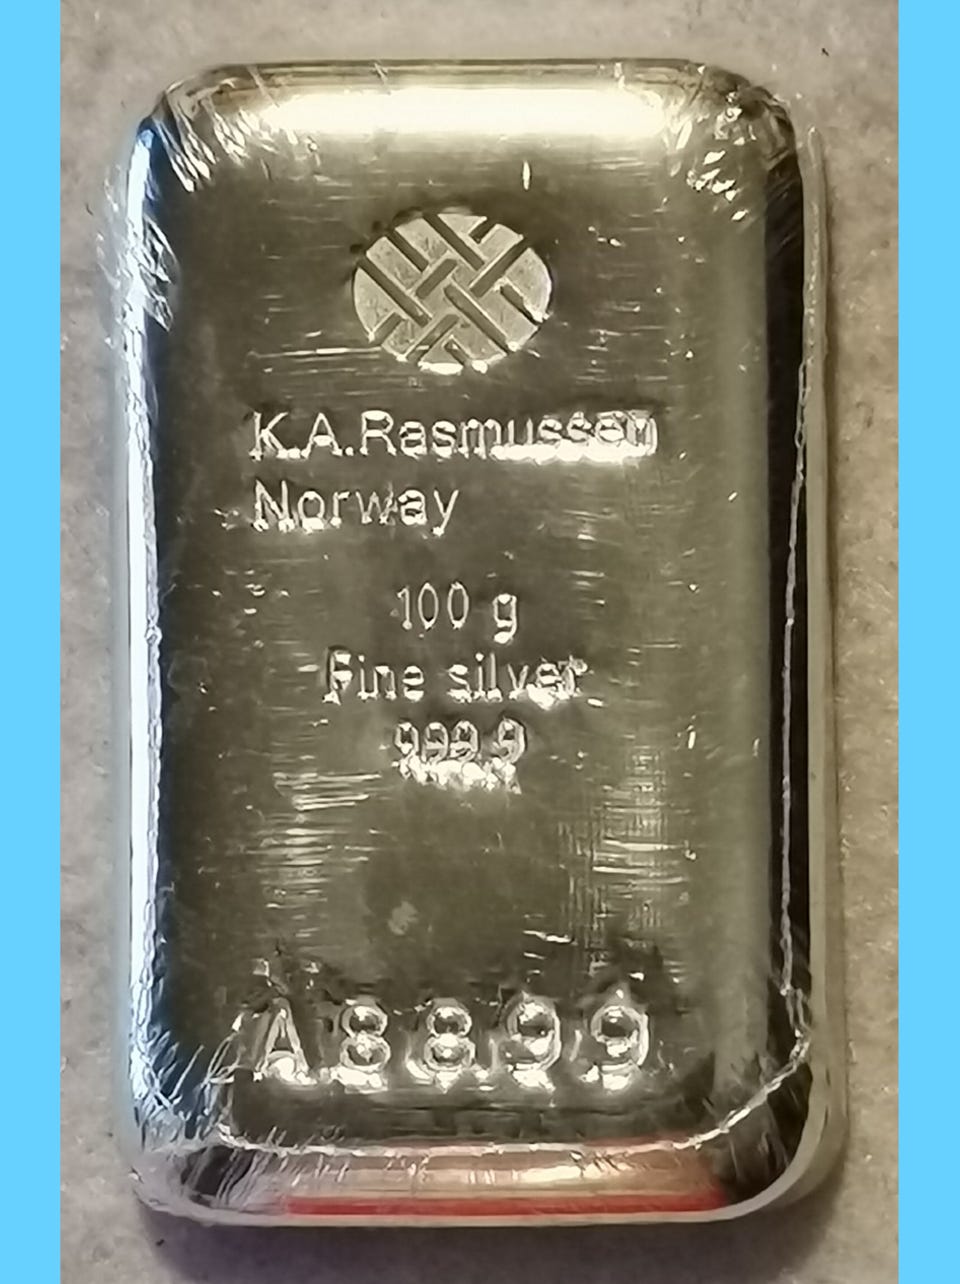 K.A.Rasmussen
Norway
100 g
Fine silver
999,9
A8899